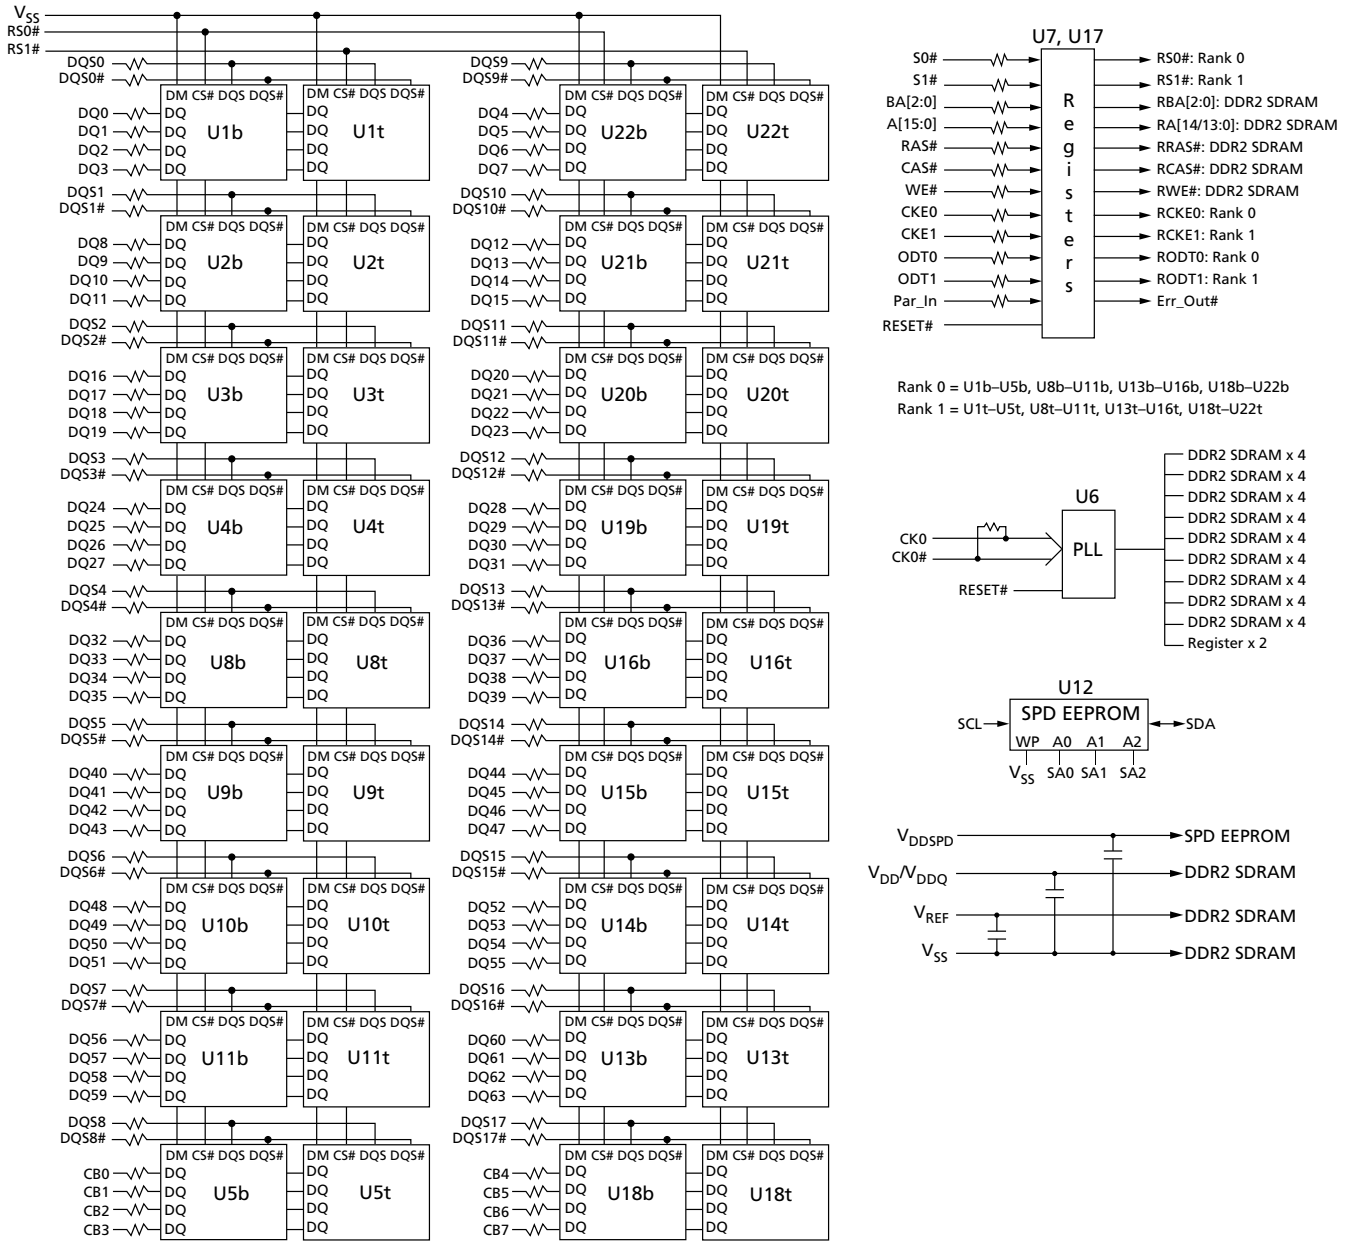 VSS
RS0#
RS1#
DQS0
DQS0#
DM CS# DQS DQS#
DM CS# DQS DQS#
DQ0 DQ DQ
DQ1 DQ DQ
DQ2 DQ DQ
DQ3 DQ DQ
U1b U1t
DQS1
DQS1#
DM CS# DQS DQS#
DM CS# DQS DQS#
DQ8 DQ DQ
DQ9 DQ DQ
DQ10 DQ DQ
DQ11 DQ DQ
U2b U2t
DQS2
DQS2#
DM CS# DQS DQS#
DM CS# DQS DQS#
DQ16 DQ DQ
DQ17 DQ DQ
DQ18 DQ DQ
DQ19 DQ DQ
U3b U3t
DQS3
DQS3#
DM CS# DQS DQS#
DM CS# DQS DQS#
DQ24 DQ DQ
DQ25 DQ DQ
DQ26 DQ DQ
DQ27 DQ DQ
U4b U4t
DQS4
DQS4#
DM CS# DQS DQS#
DM CS# DQS DQS#
DQ32 DQ DQ
DQ33 DQ DQ
DQ34 DQ DQ
DQ35 DQ DQ
U8b U8t
DQS5
DQS5#
DM CS# DQS DQS#
DM CS# DQS DQS#
DQ40 DQ DQ
DQ41 DQ DQ
DQ42 DQ DQ
DQ43 DQ DQ
U9b U9t
DQS6
DQS6#
DM CS# DQS DQS#
DM CS# DQS DQS#
DQ48 DQ DQ
DQ49 DQ DQ
DQ50 DQ DQ
DQ51 DQ DQ
U10b U10t
DQS7
DQS7#
DM CS# DQS DQS#
DM CS# DQS DQS#
DQ56 DQ DQ
DQ57 DQ DQ
DQ58 DQ DQ
DQ59 DQ DQ
U11b U11t
DQS8
DQS8#
DM CS# DQS DQS#
DM CS# DQS DQS#
CB0 DQ DQ
CB1 DQ DQ
CB2 DQ DQ
CB3 DQ DQ
U5b U5t
DQS9
DQS9#
DM CS# DQS DQS#
DM CS# DQS DQS#
DQ4 DQ DQ
DQ5 DQ DQ
DQ6 DQ DQ
DQ7 DQ DQ
U22b U22t
DQS10
DQS10#
DM CS# DQS DQS#
DM CS# DQS DQS#
DQ12 DQ DQ
DQ13 DQ DQ
DQ14 DQ DQ
DQ15 DQ DQ
U21b U21t
DQS11
DQS11#
DM CS# DQS DQS#
DM CS# DQS DQS#
DQ20 DQ DQ
DQ21 DQ DQ
DQ22 DQ DQ
DQ23 DQ DQ
U20b U20t
DQS12
DQS12#
DM CS# DQS DQS#
DM CS# DQS DQS#
DQ28 DQ DQ
DQ29 DQ DQ
DQ30 DQ DQ
DQ31 DQ DQ
U19b U19t
DQS13
DQS13#
DM CS# DQS DQS#
DM CS# DQS DQS#
DQ36 DQ DQ
DQ37 DQ DQ
DQ38 DQ DQ
DQ39 DQ DQ
U16b U16t
DQS14
DQS14#
DM CS# DQS DQS#
DM CS# DQS DQS#
DQ44 DQ DQ
DQ45 DQ DQ
DQ46 DQ DQ
DQ47 DQ DQ
U15b U15t
DQS15
DQS15#
DM CS# DQS DQS#
DM CS# DQS DQS#
DQ52 DQ DQ
DQ53 DQ DQ
DQ54 DQ DQ
DQ55 DQ DQ
U14b U14t
DQS16
DQS16#
DM CS# DQS DQS#
DM CS# DQS DQS#
DQ60 DQ DQ
DQ61 DQ DQ
DQ62 DQ DQ
DQ63 DQ DQ
U13b U13t
DQS17
DQS17#
DM CS# DQS DQS#
DM CS# DQS DQS#
CB4 DQ DQ
CB5 DQ DQ
CB6 DQ DQ
CB7 DQ DQ
U18b U18t
U7, U17
Registers
S0# RS0#: Rank 0
S1# RS1#: Rank 1
BA[2:0] RBA[2:0]: DDR2 SDRAM
A[15:0] RA[14/13:0]: DDR2 SDRAM
RAS# RRAS#: DDR2 SDRAM
CAS# RCAS#: DDR2 SDRAM
WE# RWE#: DDR2 SDRAM
CKE0 RCKE0: Rank 0
CKE1 RCKE1: Rank 1
ODT0 RODT0: Rank 0
ODT1 RODT1: Rank 1
Par_In Err_Out#
RESET#
Rank 0 = U1b–U5b, U8b–U11b, U13b–U16b, U18b–U22b
Rank 1 = U1t–U5t, U8t–U11t, U13t–U16t, U18t–U22t
U6
PLL
CK0
CK0#
RESET#
DDR2 SDRAM x 4
DDR2 SDRAM x 4
DDR2 SDRAM x 4
DDR2 SDRAM x 4
DDR2 SDRAM x 4
DDR2 SDRAM x 4
DDR2 SDRAM x 4
DDR2 SDRAM x 4
DDR2 SDRAM x 4
Register x 2
U12
SCL SPD EEPROM SDA
WP A0 A1 A2
VSS SA0 SA1 SA2
VDDSPD SPD EEPROM
VDD/VDDQ DDR2 SDRAM
VREF DDR2 SDRAM
VSS DDR2 SDRAM